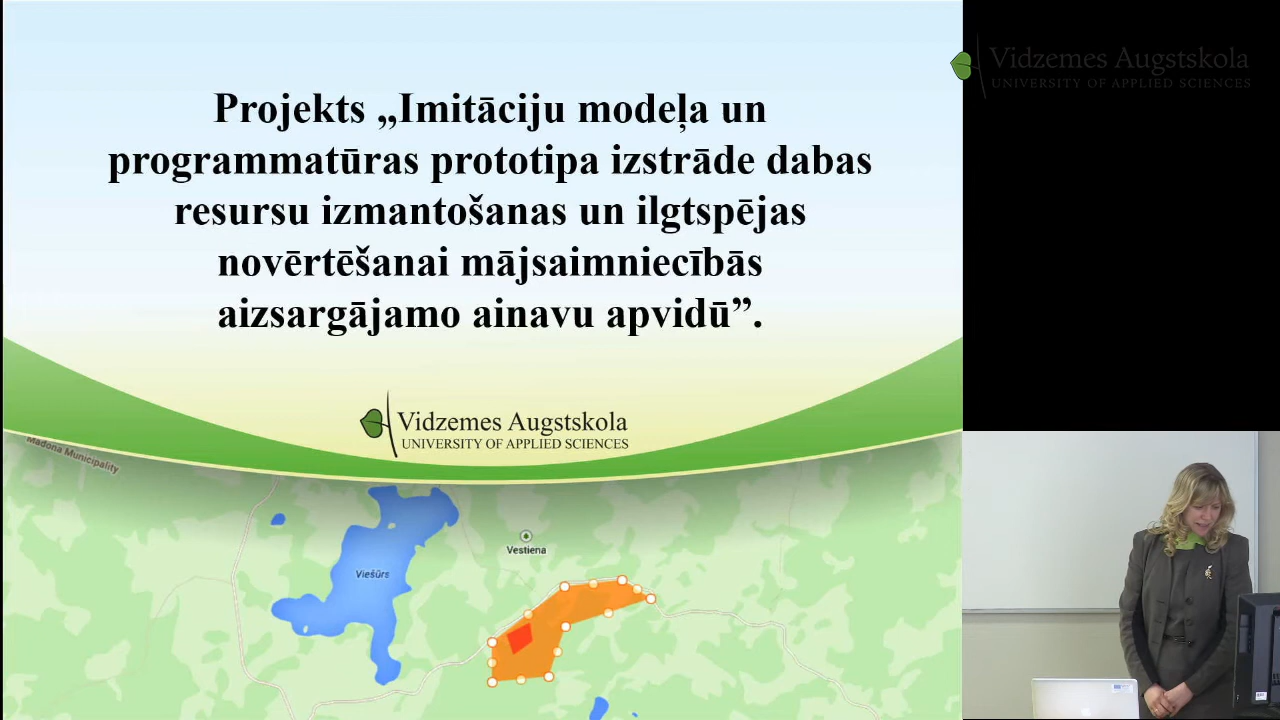 Projekts „Imitāciju modeļa un
programmatūras prototipa izstrāde dabas
resursu izmantošanas un ilgtspējas
novērtēšanai mājsaimniecībās
aizsargājamo ainavu apvidū”.
Vidzemes Augstskola
UNIVERSITY OF APPLIED SCIENCES
Madona Municipality
Vestiena
Viešūrs
Vidzemes Augstskola
UNIVERSITY OF APPLIED SCIENCES